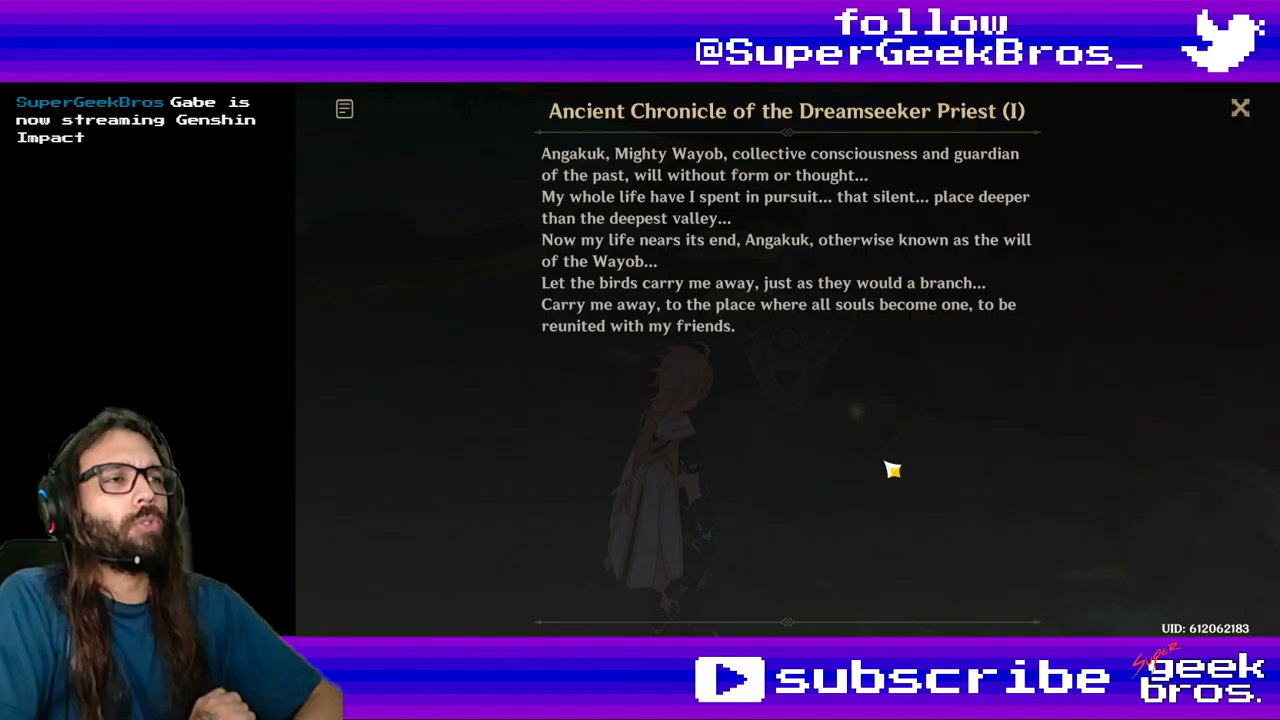 follow
@SuperGeekBros_
SuperGeekBros Gabe is
now streaming Genshin
Impact
Ancient Chronicle of the Dreamseeker Priest (I)
Angakuk, Mighty Wayob, collective consciousness and guardian
of the past, will without form or thought...
My whole life have I spent in pursuit... that silent... place deeper
than the deepest valley...
Now my life nears its end, Angakuk, otherwise known as the will
of the Wayob...
Let the birds carry me away, just as they would a branch...
Carry me away, to the place where all souls become one, to be
reunited with my friends.
UID: 612062183
subscribe
SUPER
geek
bros.